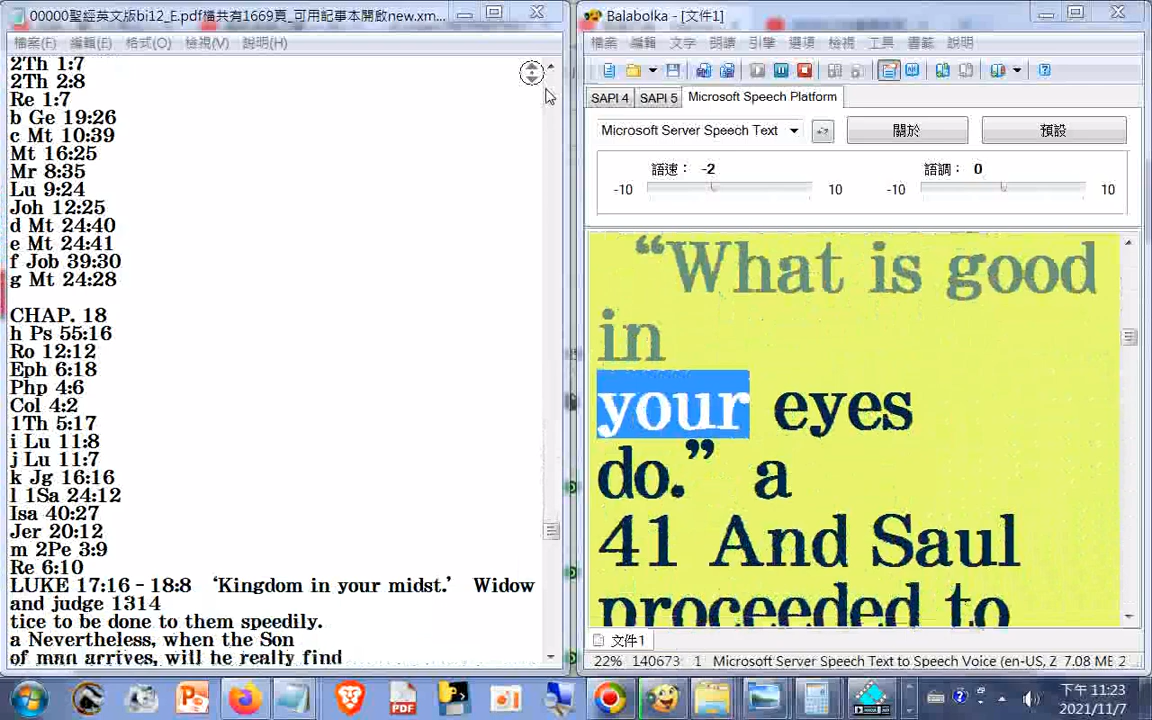 00000聖經英文版bi12_E.pdf檔共有1669頁_可用記事本開啟new.xm...
檔案(F) 編輯(E) 格式(O) 檢視(V) 說明(H)
2Th 1:7
2Th 2:8
Re 1:7
b Ge 19:26
c Mt 10:39
Mt 16:25
Mr 8:35
Lu 9:24
Joh 12:25
d Mt 24:40
e Mt 24:41
f Job 39:30
g Mt 24:28
CHAP. 18
h Ps 55:16
Ro 12:12
Eph 6:18
Php 4:6
Col 4:2
1Th 5:17
i Lu 11:8
j Lu 11:7
k Jg 16:16
l 1Sa 24:12
Isa 40:27
Jer 20:12
m 2Pe 3:9
Re 6:10
LUKE 17:16 - 18:8 ‘Kingdom in your midst.’ Widow
and judge 1314
tice to be done to them speedily.
a Nevertheless, when the Son
of man arrives, will he really find
Balabolka - [文件1]
檔案 編輯 文字 朗讀 引擎 選項 檢視 工具 書籤 說明
SAPI 4 SAPI 5 Microsoft Speech Platform
Microsoft Server Speech Text 關於 預設
語速： -2 語調： 0
-10 10 -10 10
“What is good
in
your eyes
do.” a
41 And Saul
proceeded to
文件1
22% 140673 1 Microsoft Server Speech Text to Speech Voice (en-US, Z 7.08 MB 2
PDF
下午 11:23
2021/11/7